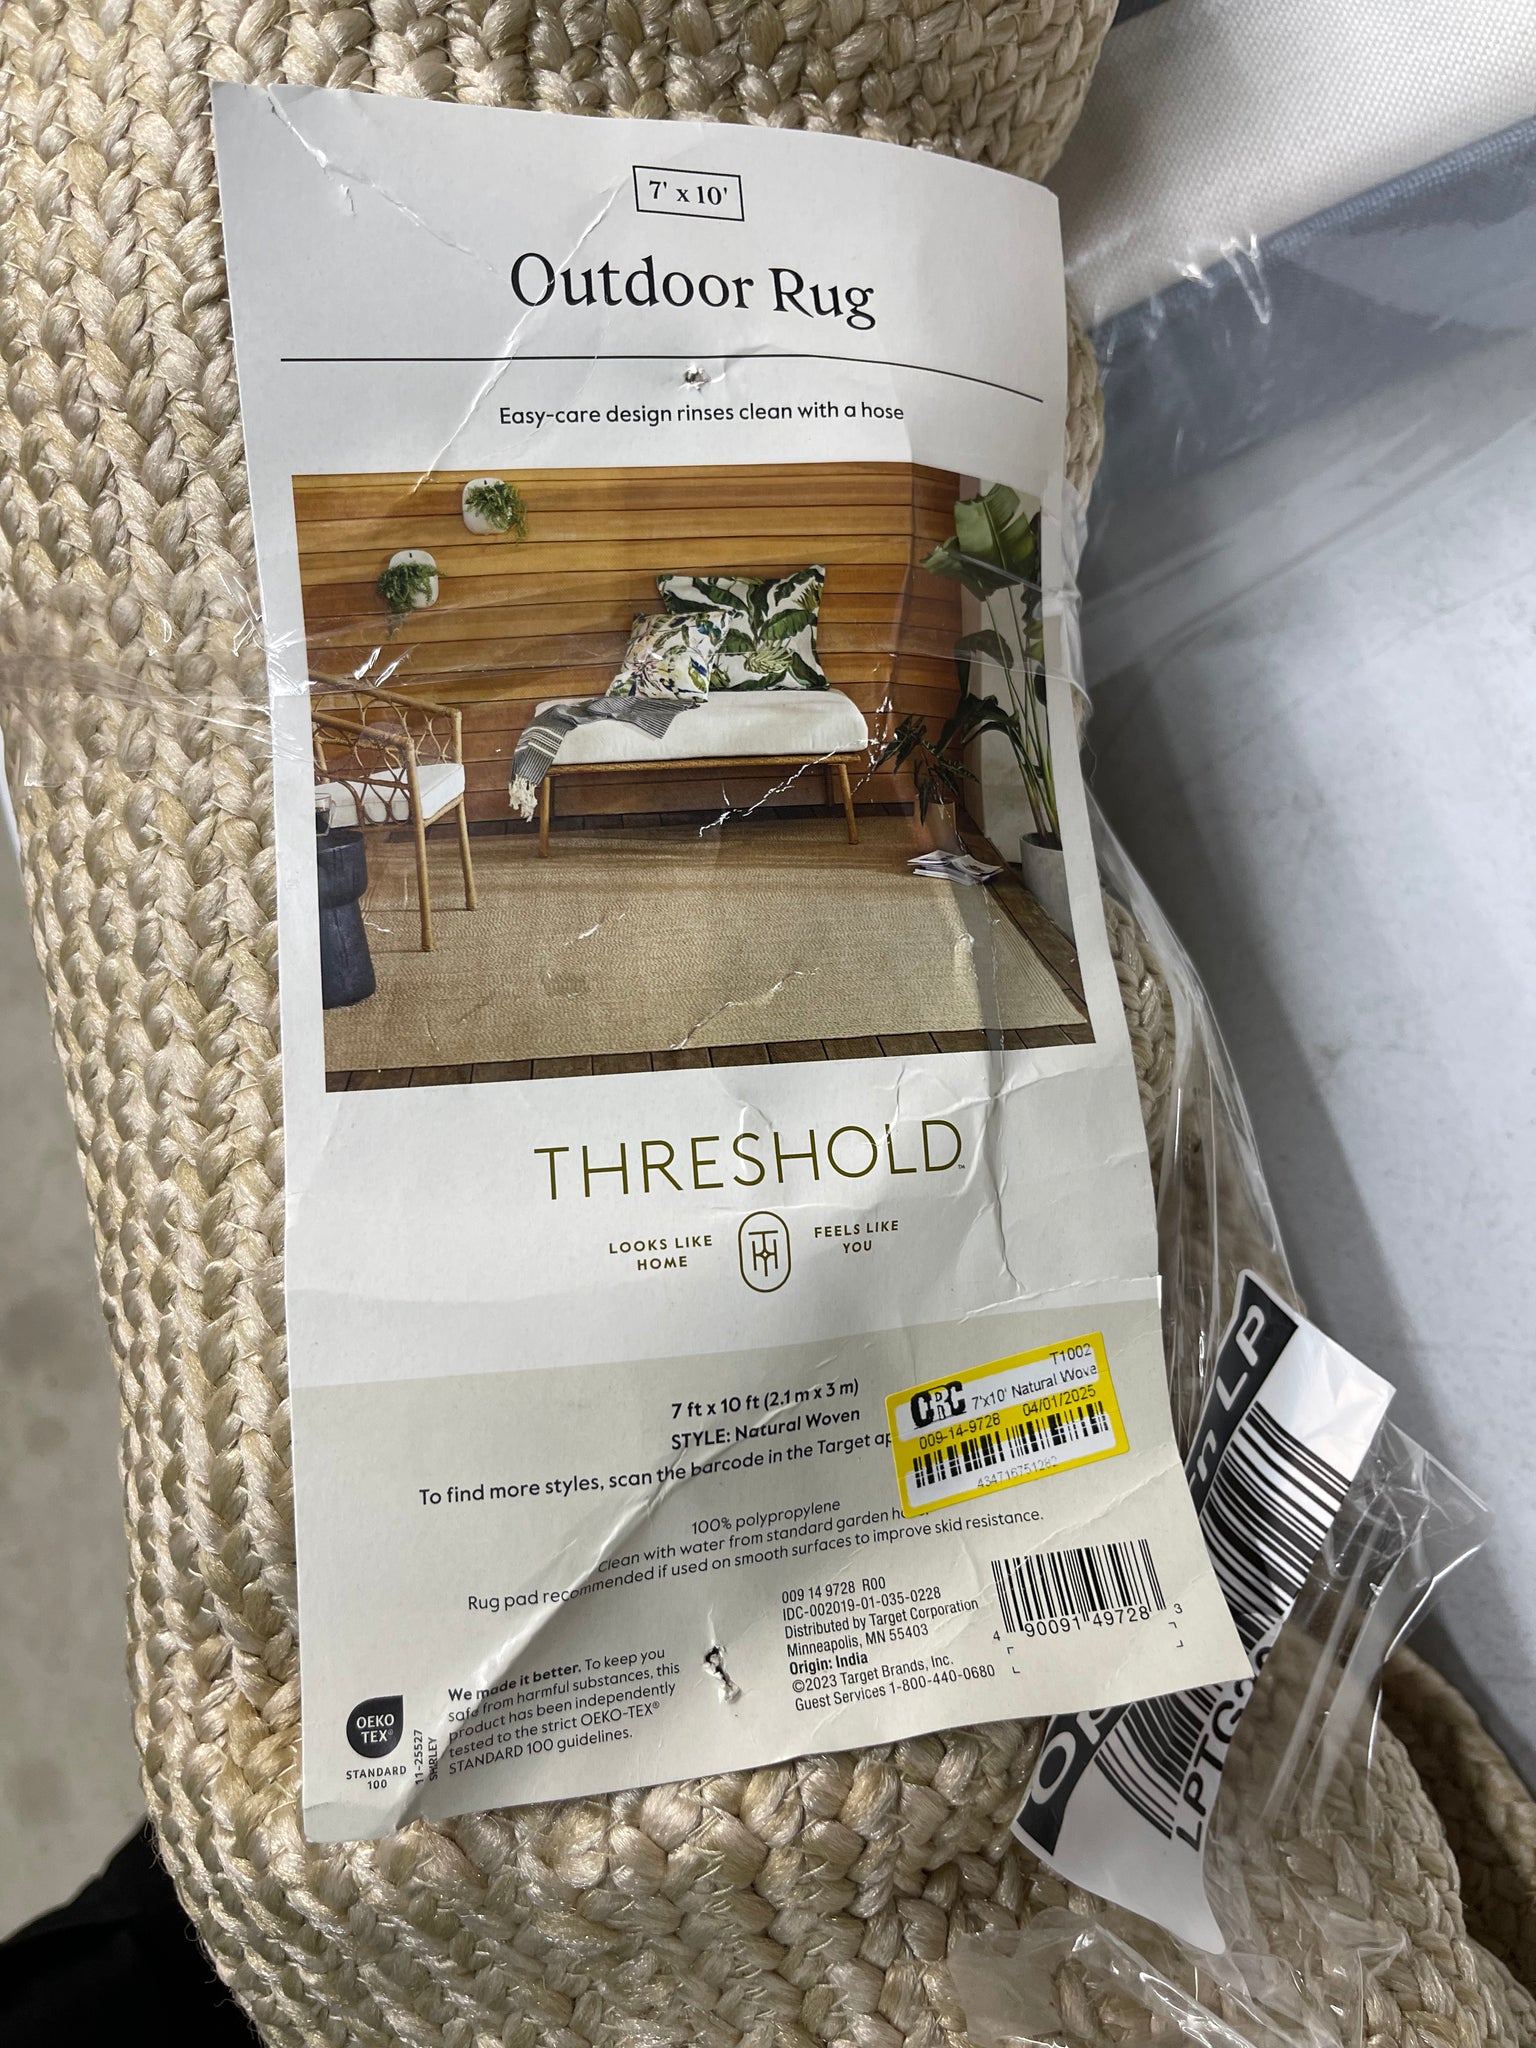 7' x 10'
Outdoor Rug
Easy-care design rinses clean with a hose
THRESHOLD™
LOOKS LIKE
HOME
FEELS LIKE
YOU
7 ft x 10 ft (2.1 m x 3 m)
STYLE: Natural Woven
To find more styles, scan the barcode in the Target
T1002
CRC 7'x10' Natural Wove
009-14-9728 04/01/2025
434716751282
100% polypropylene
Clean with water from standard garden
Rug pad recommended if used on smooth surfaces to improve skid resistance.
009 14 9728 R00
IDC-002019-01-035-0228
Distributed by Target Corporation
Minneapolis, MN 55403
Origin: India
©2023 Target Brands, Inc.
Guest Services 1-800-440-0680
4 90091 49728 3
OEKO
TEX®
STANDARD
100
11-25527
SHIRLEY
We made it better. To keep you
safe from harmful substances, this
product has been independently
tested to the strict OEKO-TEX®
STANDARD 100 guidelines.
LP